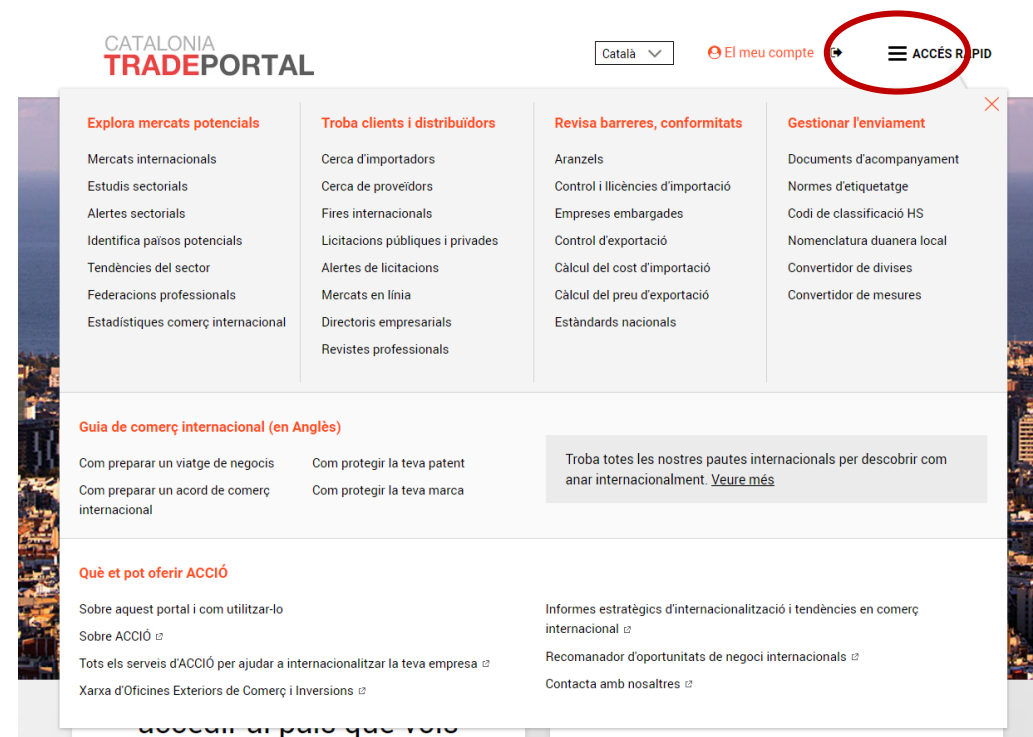 CATALONIA
TRADEPORTAL
Català
El meu compte
ACCÉS RÀPID
Explora mercats potencials
Mercats internacionals
Estudis sectorials
Alertes sectorials
Identifica països potencials
Tendències del sector
Federacions professionals
Estadístiques comerç internacional
Troba clients i distribuïdors
Cerca d'importadors
Cerca de proveïdors
Fires internacionals
Licitacions públiques i privades
Alertes de licitacions
Mercats en línia
Directoris empresarials
Revistes professionals
Revisa barreres, conformitats
Aranzels
Control i llicències d'importació
Empreses embargades
Control d'exportació
Càlcul del cost d'importació
Càlcul del preu d'exportació
Estàndards nacionals
Gestionar l'enviament
Documents d'acompanyament
Normes d'etiquetatge
Codi de classificació HS
Nomenclatura duanera local
Convertidor de divises
Convertidor de mesures
Guia de comerç internacional (en Anglès)
Com preparar un viatge de negocis
Com preparar un acord de comerç
internacional
Com protegir la teva patent
Com protegir la teva marca
Troba totes les nostres pautes internacionals per descobrir com
anar internacionalment. Veure més
Què et pot oferir ACCIÓ
Sobre aquest portal i com utilitzar-lo
Sobre ACCIÓ
Tots els serveis d'ACCIÓ per ajudar a internacionalitzar la teva empresa
Xarxa d'Oficines Exteriors de Comerç i Inversions
Informes estratègics d'internacionalització i tendències en comerç
internacional
Recomanador d'oportunitats de negoci internacionals
Contacta amb nosaltres
accedir al país que vols